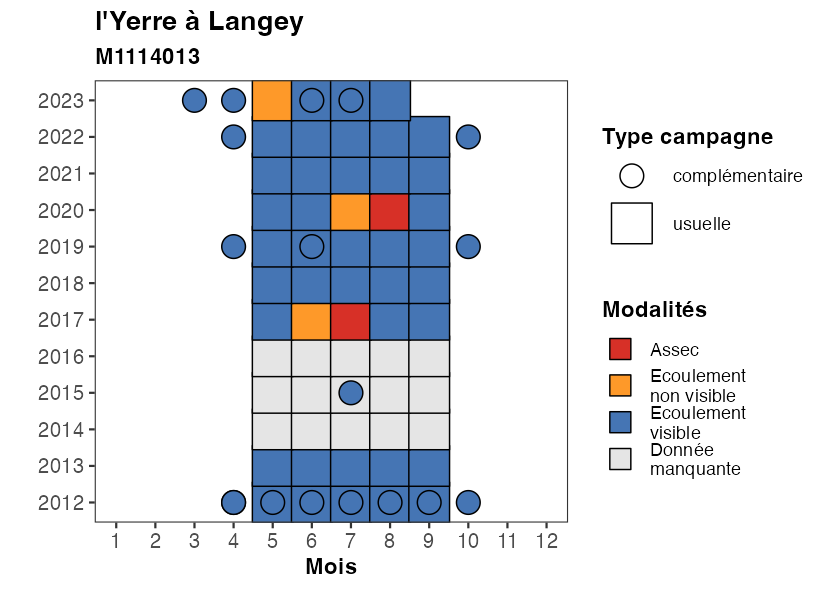 l'Yerre à Langey
M1114013
2023
2022
2021
2020
2019
2018
2017
2016
2015
2014
2013
2012
1 2 3 4 5 6 7 8 9 10 11 12
Mois
Type campagne
complémentaire
usuelle
Modalités
Assec
Ecoulement
non visible
Ecoulement
visible
Donnée
manquante